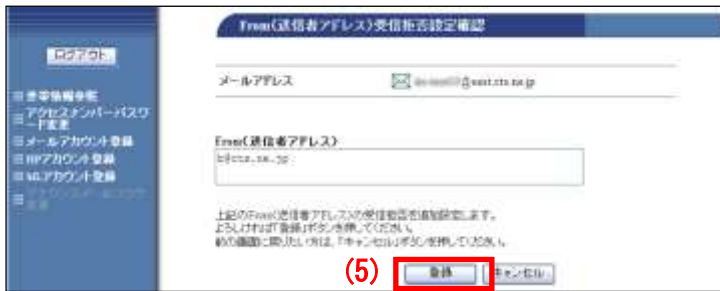 From(送信者アドレス)受信拒否設定確認
ログアウト
メールアドレス
アクセスナンバーパスワ
ード変更
メールアカウント登録
HPアカウント登録
MLアカウント登録
From(送信者アドレス)
b@cts.ne.jp
上記のFrom(送信者アドレス)の受信拒否を追加設定します。
よろしければ「登録」ボタンを押してください。
前の画面に戻りたい方は、「キャンセル」ボタンを押してください。
(5)
登録
キャンセル